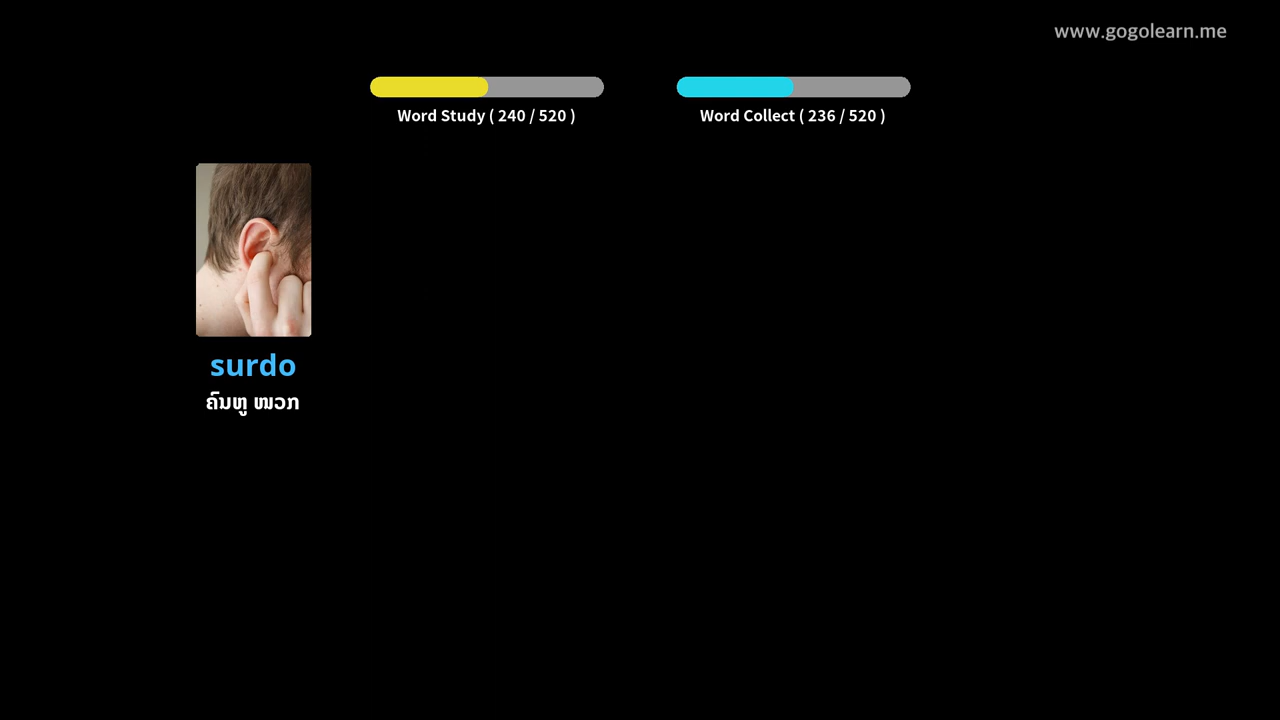 www.gogolearn.me
Word Study ( 240 / 520 )
Word Collect ( 236 / 520 )
surdo
ຄົນຫູ ໜວກ